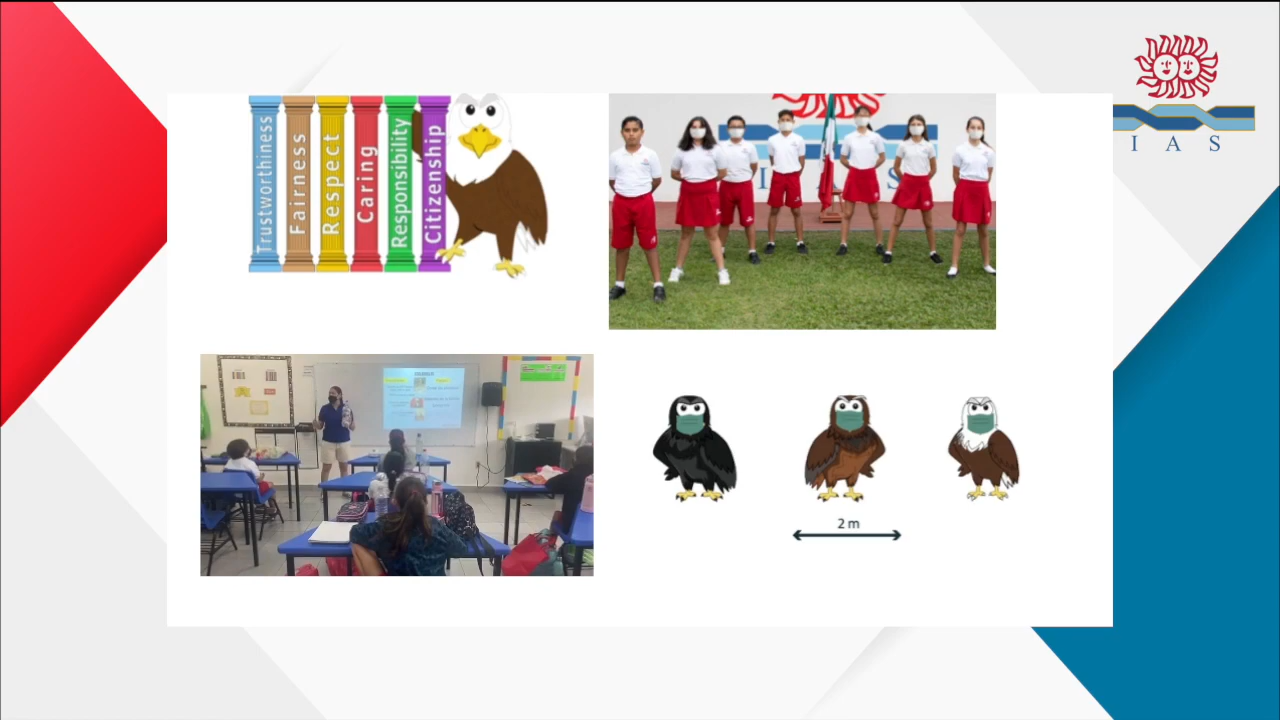 Trustworthiness
Fairness
Respect
Caring
Responsibility
Citizenship
I A S
2 m